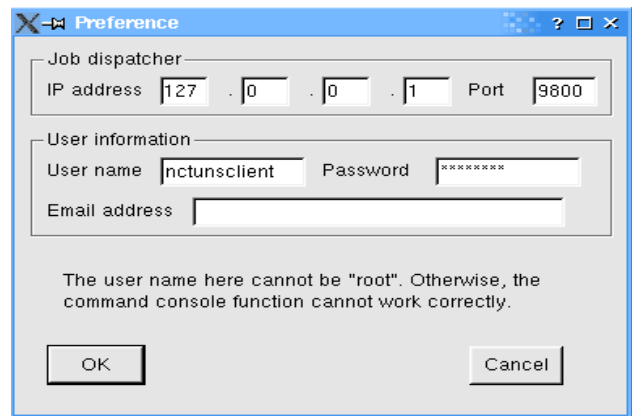 Preference
Job dispatcher
IP address 127 . 0 . 0 . 1 Port 9800
User information
User name nctunsclient Password ********
Email address
The user name here cannot be "root". Otherwise, the
command console function cannot work correctly.
OK Cancel